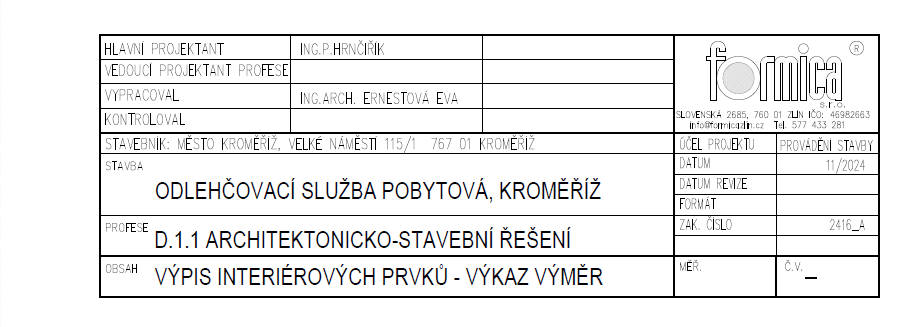 HLAVNÍ PROJEKTANT ING.P.HRNČIŘÍK
VEDOUCÍ PROJEKTANT PROFESE
VYPRACOVAL ING.ARCH. ERNESTOVÁ EVA
KONTROLOVAL
formica ®
s.r.o.
SLOVENSKÁ 2685, 760 01 ZLÍN IČO: 46982663
info@formicazlin.cz Tel. 577 433 281
STAVEBNÍK: MĚSTO KROMĚŘÍŽ, VELKÉ NÁMĚSTÍ 115/1 767 01 KROMĚŘÍŽ
STAVBA
ODLEHČOVACÍ SLUŽBA POBYTOVÁ, KROMĚŘÍŽ
PROFESE
D.1.1 ARCHITEKTONICKO-STAVEBNÍ ŘEŠENÍ
OBSAH
VÝPIS INTERIÉROVÝCH PRVKŮ - VÝKAZ VÝMĚR
ÚČEL PROJEKTU PROVÁDĚNÍ STAVBY
DATUM 11/2024
DATUM REVIZE
FORMÁT
ZAK. ČÍSLO 2416_A
MĚŘ. Č.V.
–